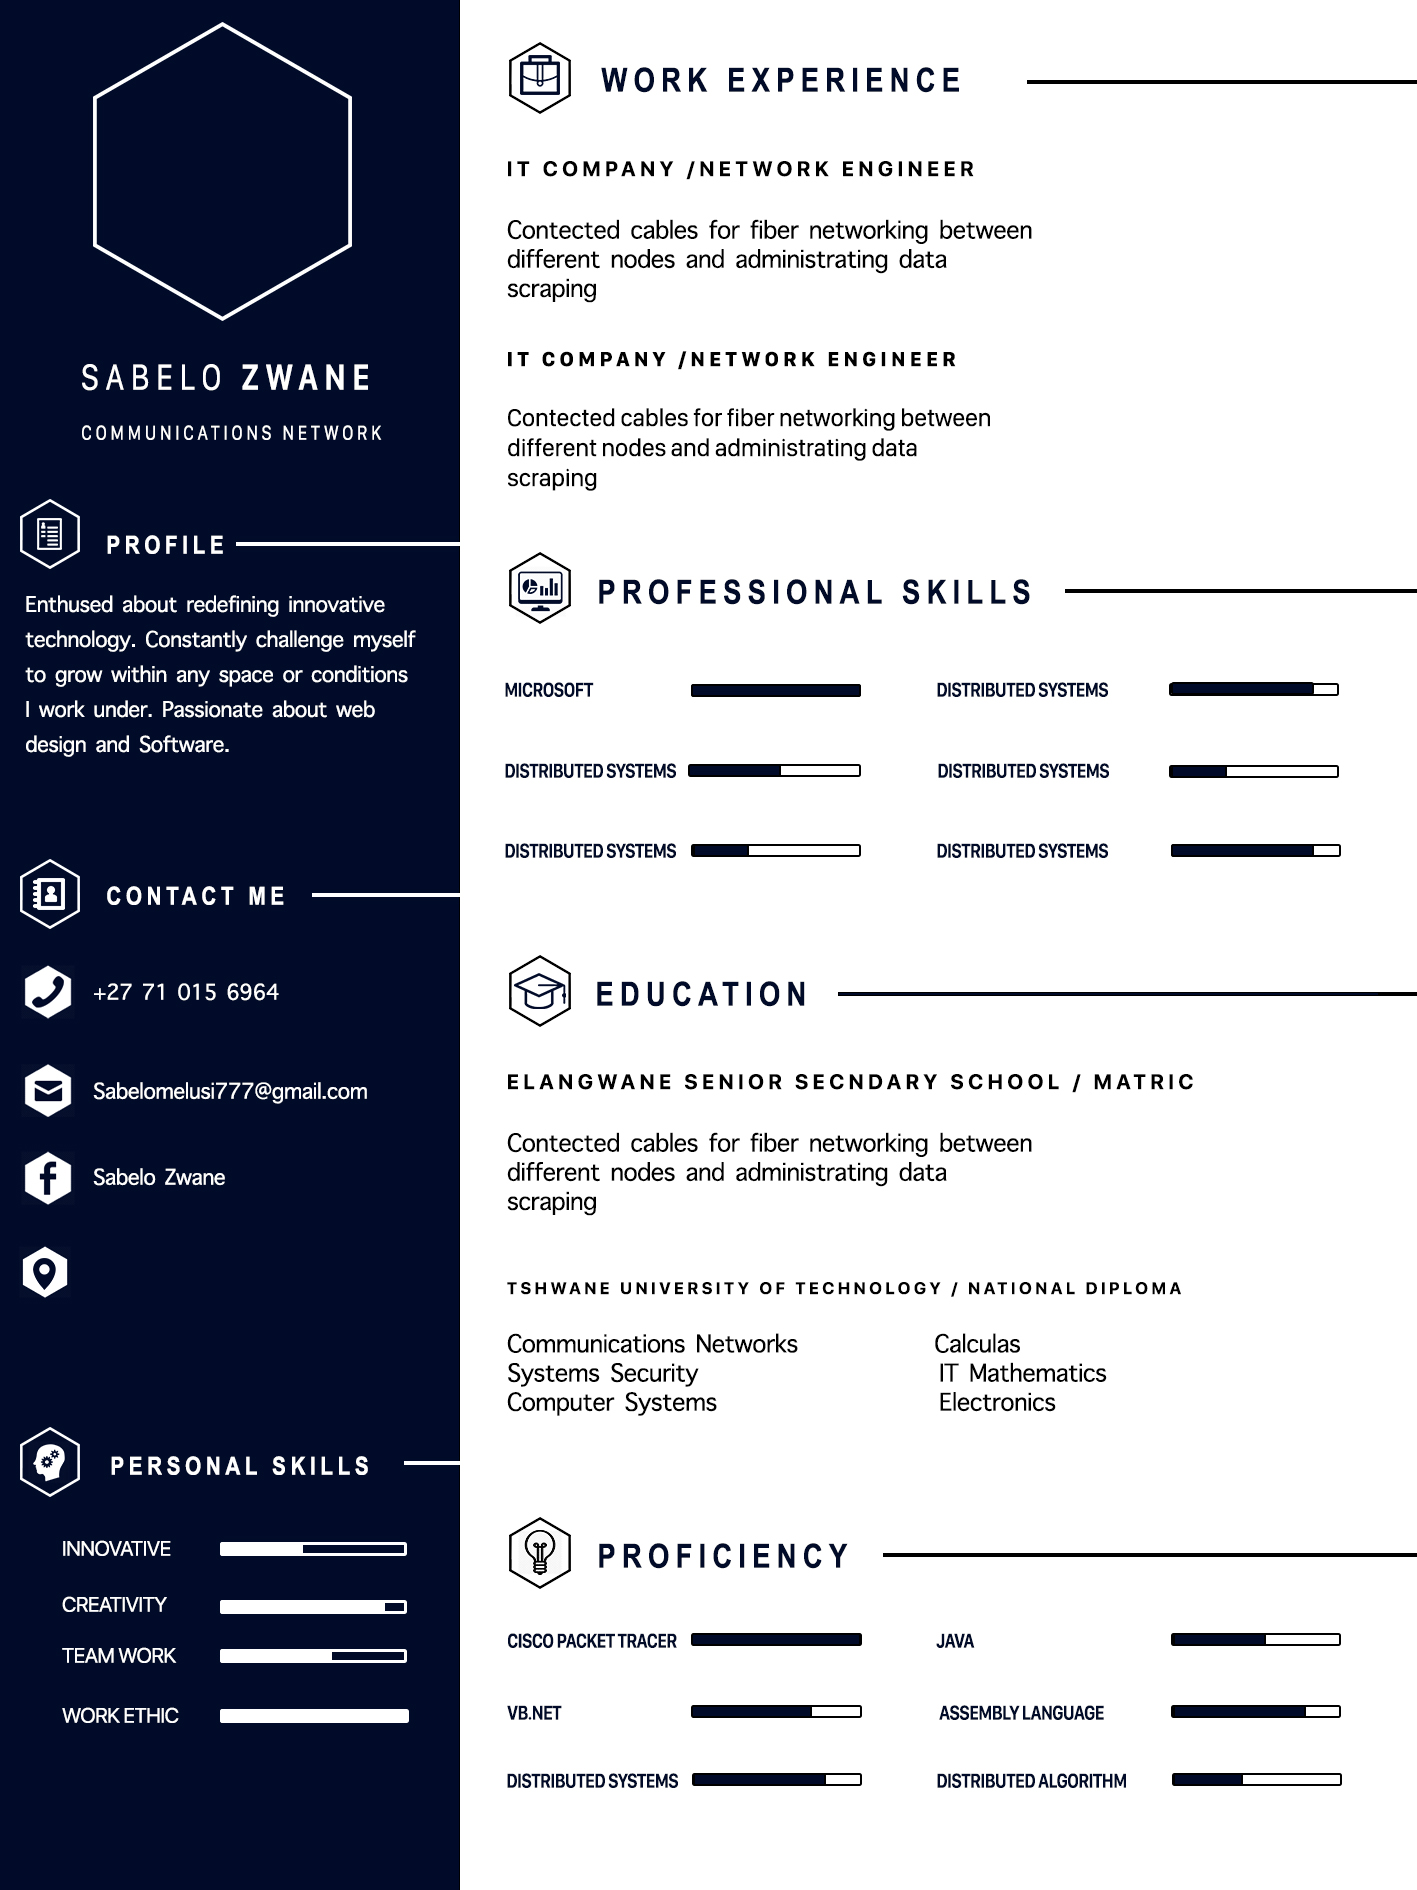 SABELO ZWANE
COMMUNICATIONS NETWORK
PROFILE
Enthused about redefining innovative
technology. Constantly challenge myself
to grow within any space or conditions
I work under. Passionate about web
design and Software.
CONTACT ME
+27 71 015 6964
Sabelomelusi777@gmail.com
Sabelo Zwane
PERSONAL SKILLS
INNOVATIVE
CREATIVITY
TEAM WORK
WORK ETHIC
WORK EXPERIENCE
IT COMPANY /NETWORK ENGINEER
Contected cables for fiber networking between
different nodes and administrating data
scraping
IT COMPANY /NETWORK ENGINEER
Contected cables for fiber networking between
different nodes and administrating data
scraping
PROFESSIONAL SKILLS
MICROSOFT DISTRIBUTED SYSTEMS
DISTRIBUTED SYSTEMS DISTRIBUTED SYSTEMS
DISTRIBUTED SYSTEMS DISTRIBUTED SYSTEMS
EDUCATION
ELANGWANE SENIOR SECNDARY SCHOOL / MATRIC
Contected cables for fiber networking between
different nodes and administrating data
scraping
TSHWANE UNIVERSITY OF TECHNOLOGY / NATIONAL DIPLOMA
Communications Networks Calculas
Systems Security IT Mathematics
Computer Systems Electronics
PROFICIENCY
CISCO PACKET TRACER JAVA
VB.NET ASSEMBLY LANGUAGE
DISTRIBUTED SYSTEMS DISTRIBUTED ALGORITHM